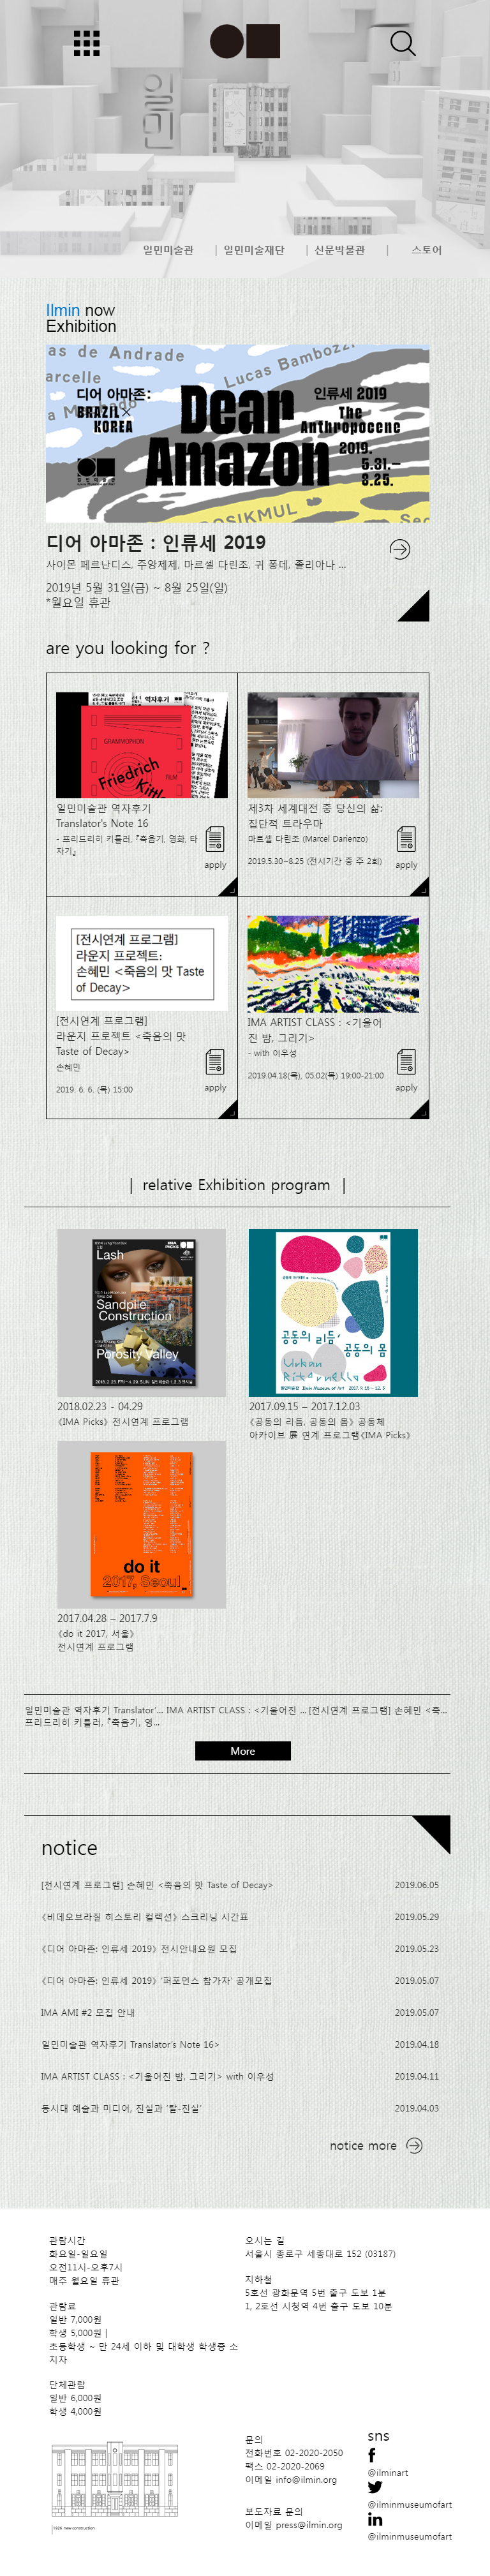 일민미술관 | 일민미술재단 | 신문박물관 | 스토어
Ilmin now
Exhibition
as de Andrade
Lucas Bambozzi
arcelle
디어 아마존:
BRAZIL×
KOREA
Dear
Amazon
인류세 2019
The
Anthropocene
2019.
5.31.–
8.25.
디어 아마존 : 인류세 2019
사이몬 페르난디스, 주앙제제, 마르셀 다린조, 귀 퐁데, 졸리아나 ...
2019년 5월 31일(금) ~ 8월 25일(일)
*월요일 휴관
are you looking for ?
역자후기
GRAMMOPHON
FILM
Friedrich
Kittl
일민미술관 역자후기
Translator's Note 16
- 프리드리히 키틀러, 『축음기, 영화, 타
자기』
apply
제3차 세계대전 중 당신의 삶:
집단적 트라우마
마르셀 다린조 (Marcel Darienzo)
2019.5.30~8.25 (전시기간 중 주 2회)
apply
[전시연계 프로그램]
라운지 프로젝트:
손혜민 <죽음의 맛 Taste
of Decay>
[전시연계 프로그램]
라운지 프로젝트 <죽음의 맛
Taste of Decay>
손혜민
2019. 6. 6. (목) 15:00
apply
IMA ARTIST CLASS : <기울어
진 밤, 그리기>
- with 이우성
2019.04.18(목), 05.02(목) 19:00-21:00
apply
| relative Exhibition program |
IMA
PICKS
Lash
Sandpile
Construction
Porosity Valley
2018.02.23 - 04.29
《IMA Picks》 전시연계 프로그램
공동의 리듬, 공동의 몸
Urban
2017.09.15 – 2017.12.03
《공동의 리듬, 공동의 몸》 공동체
아카이브 展 연계 프로그램《IMA Picks》
do it
2017, Seoul
2017.04.28 – 2017.7.9
《do it 2017, 서울》
전시연계 프로그램
일민미술관 역자후기 Translator'... IMA ARTIST CLASS : <기울어진 ... [전시연계 프로그램] 손혜민 <죽...
프리드리히 키틀러, 『축음기, 영...
More
notice
[전시연계 프로그램] 손혜민 <죽음의 맛 Taste of Decay> 2019.06.05
《비데오브라질 히스토리 컬렉션》 스크리닝 시간표 2019.05.29
《디어 아마존: 인류세 2019》 전시안내요원 모집 2019.05.23
《디어 아마존: 인류세 2019》 '퍼포먼스 참가자' 공개모집 2019.05.07
IMA AMI #2 모집 안내 2019.05.07
일민미술관 역자후기 Translator's Note 16> 2019.04.18
IMA ARTIST CLASS : <기울어진 밤, 그리기> with 이우성 2019.04.11
동시대 예술과 미디어, 진실과 '탈-진실' 2019.04.03
notice more
관람시간
화요일-일요일
오전11시-오후7시
매주 월요일 휴관
관람료
일반 7,000원
학생 5,000원 |
초등학생 ~ 만 24세 이하 및 대학생 학생증 소
지자
단체관람
일반 6,000원
학생 4,000원
오시는 길
서울시 종로구 세종대로 152 (03187)
지하철
5호선 광화문역 5번 출구 도보 1분
1, 2호선 시청역 4번 출구 도보 10분
1926 new construction
문의
전화번호 02-2020-2050
팩스 02-2020-2069
이메일 info@ilmin.org
보도자료 문의
이메일 press@ilmin.org
sns
@ilminart
@ilminmuseumofart
@ilminmuseumofart